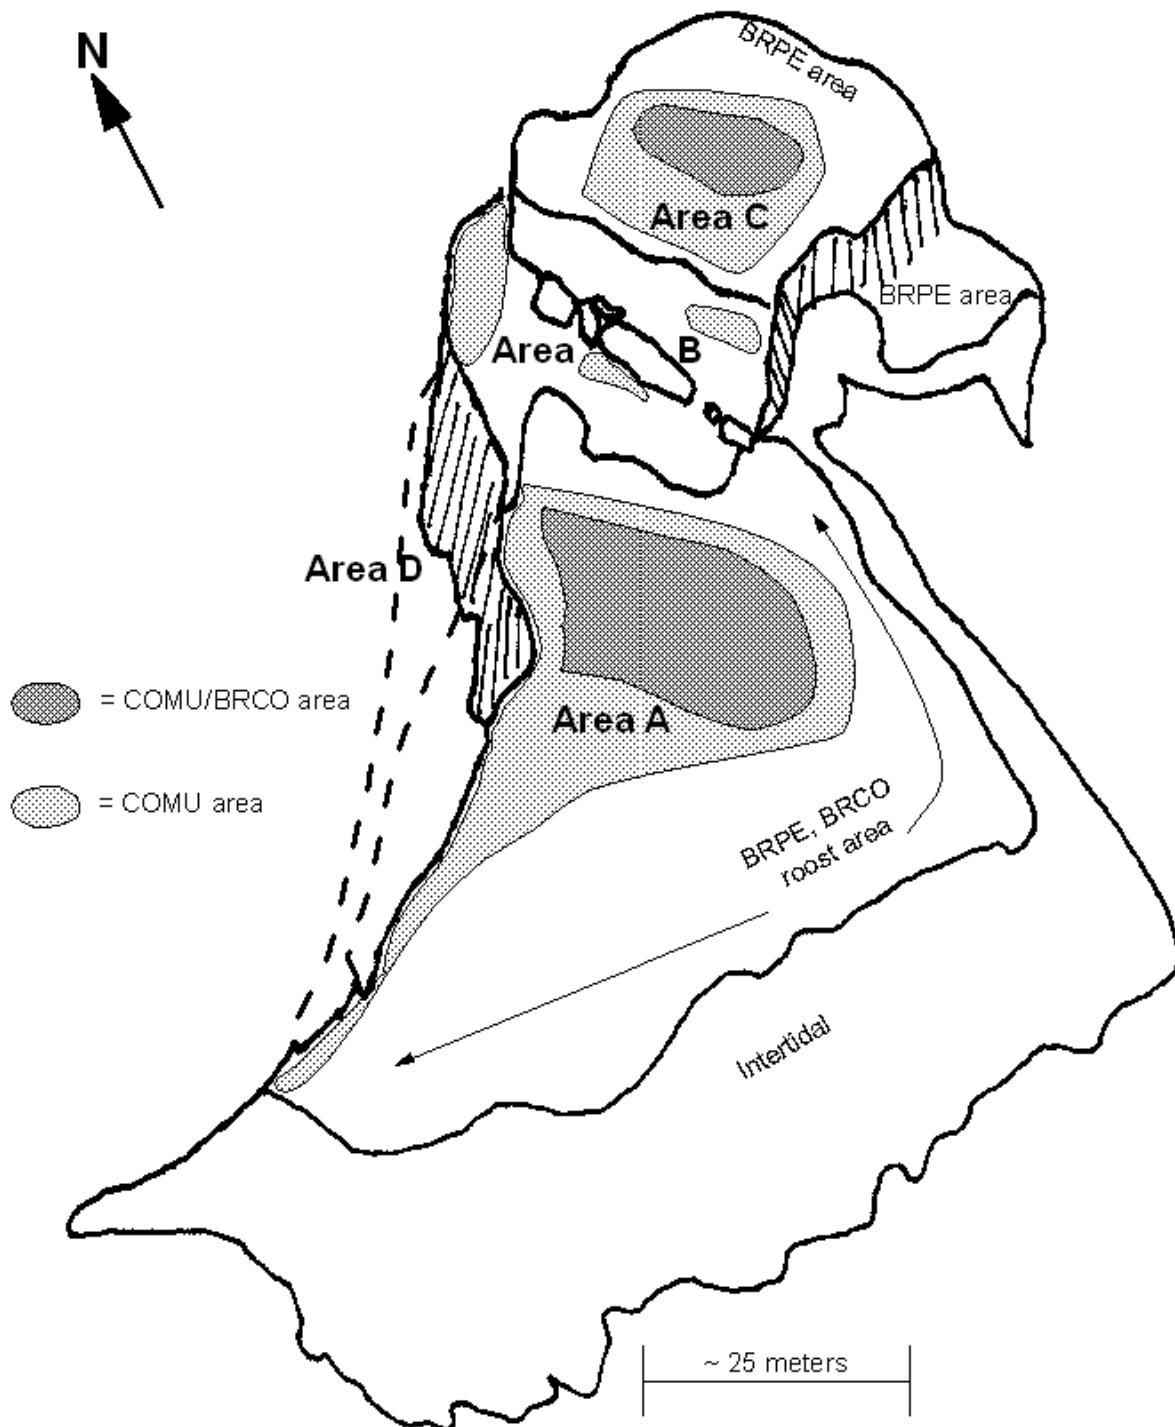 N
BRPE area
Area C
BRPE area
Area B
Area D
= COMU/BRCO area
Area A
= COMU area
BRPE, BRCO
roost area
Intertidal
~ 25 meters